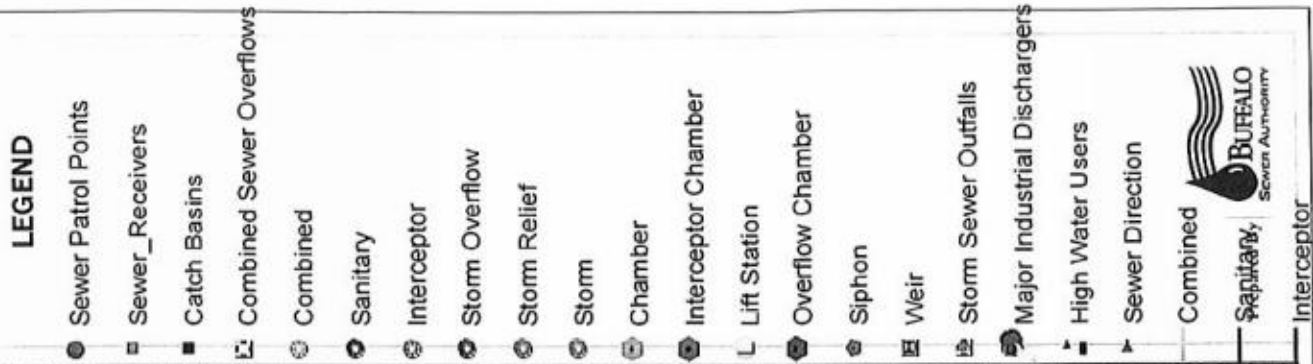 LEGEND
Sewer Patrol Points
Sewer_Receivers
Catch Basins
Combined Sewer Overflows
Combined
Sanitary
Interceptor
Storm Overflow
Storm Relief
Storm
Chamber
Interceptor Chamber
Lift Station
Overflow Chamber
Siphon
Weir
Storm Sewer Outfalls
Major Industrial Dischargers
High Water Users
Sewer Direction
Combined
Sanitary
Interceptor
BUFFALO
SEWER AUTHORITY